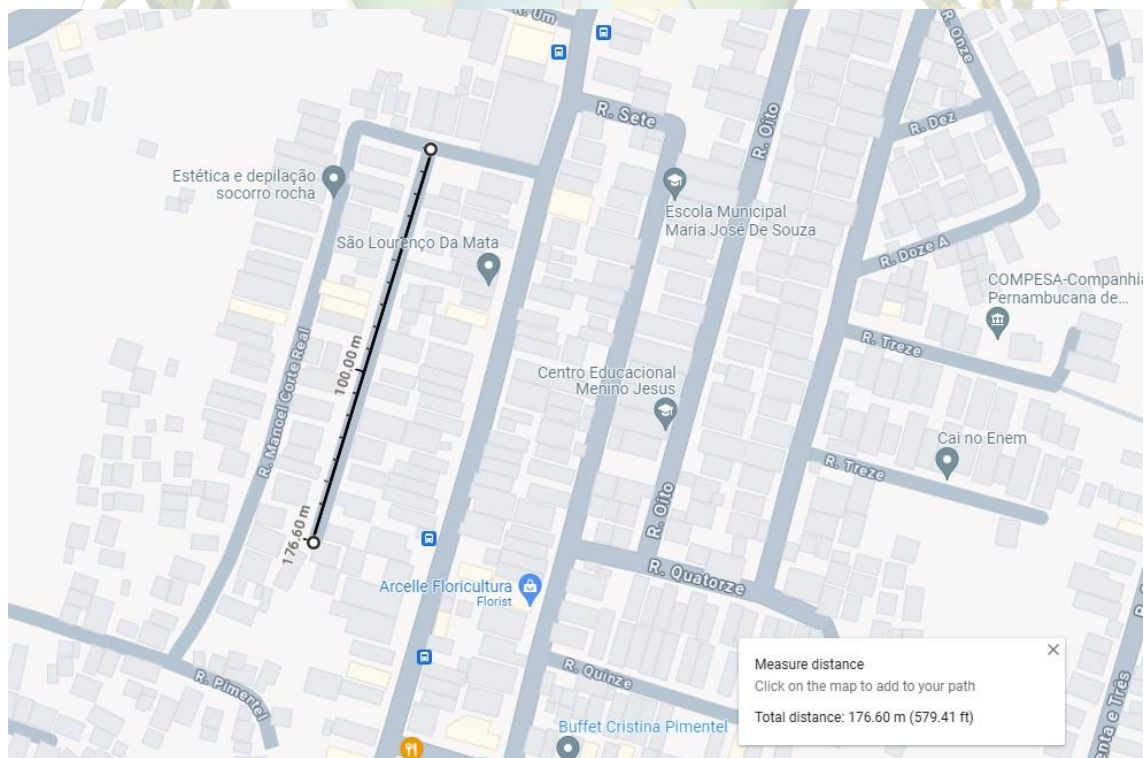 R. Um
R. Onze
R. Sete
R. Oito
R. Dez
Estética e depilação
socorro rocha
Escola Municipal
Maria José De Souza
São Lourenço Da Mata
R. Doze A
COMPESA-Companhia
Pernambucana de...
R. Treze
100.00 m
R. Manoel Corte Real
Centro Educacional
Menino Jesus
Cai no Enem
R. Treze
R. Oito
176.60 m
R. Quatorze
Arcelle Floricultura
Florist
R. Quinze
R. Pimentel
Buffet Cristina Pimentel
Measure distance
Click on the map to add to your path
Total distance: 176.60 m (579.41 ft)
enta e Três